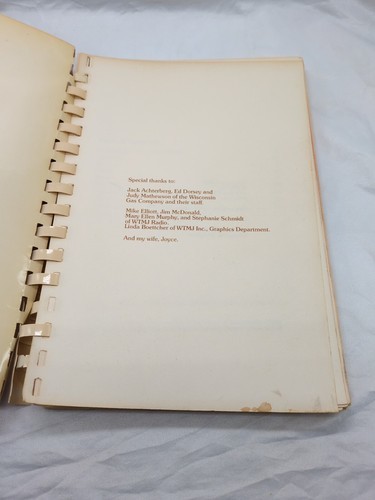 Special thanks to:
Jack Achterberg, Ed Dorsey and
Judy Matheson of the Wisconsin
Gas Company and their staff
Mike Elliott, Jim McDonald,
Mary Ellen Murphy, and Stephanie Schmidt
of WTMJ Radio.
Linda Boettcher of WTMJ Inc., Graphics Department.
And my wife, Joyce.